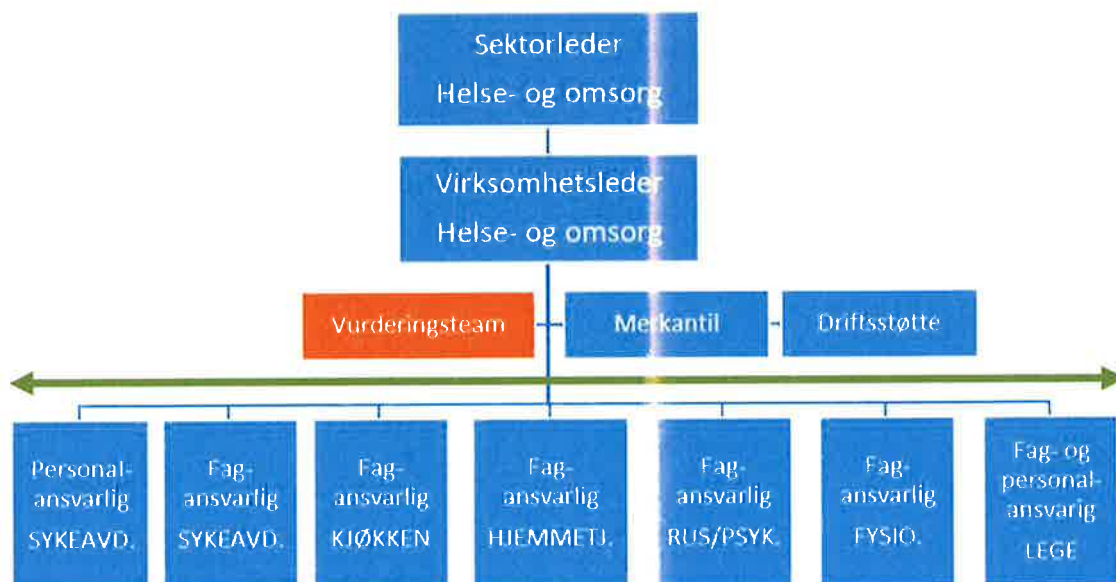 Sektorleder
Helse- og omsorg
Virksomhetsleder
Helse- og omsorg
Vurderingsteam
Merkantil
Driftsstøtte
Personal-
ansvarlig
SYKEAVD.
Fag-
ansvarlig
SYKEAVD.
Fag-
ansvarlig
KJØKKEN
Fag-
ansvarlig
HJEMMETJ.
Fag-
ansvarlig
RUS/PSYK.
Fag-
ansvarlig
FYSIO.
Fag- og
personal-
ansvarig
LEGE